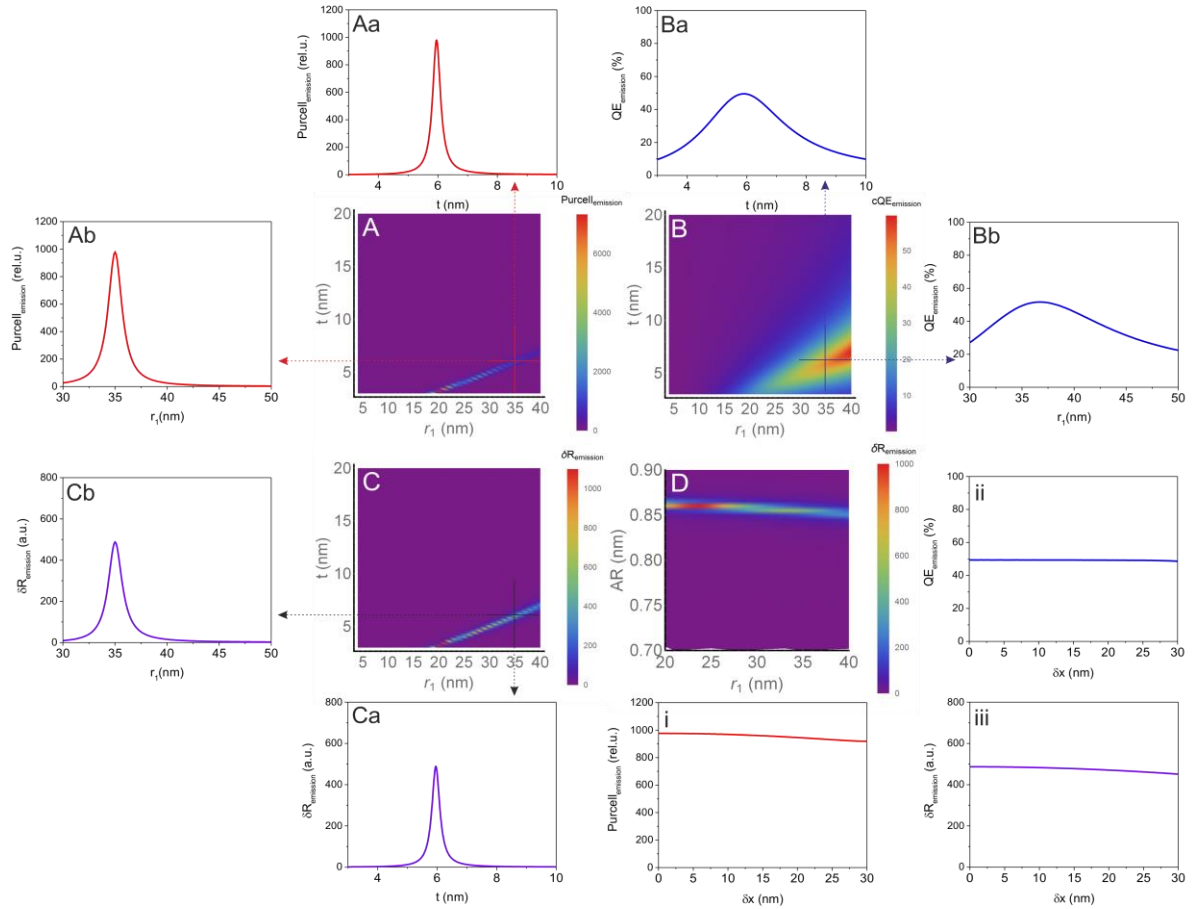 Aa
Purcell_emission (rel.u.)
1200
1000
800
600
400
200
0
4 6 8 10
t (nm)
Ba
QE_emission (%)
100
80
60
40
20
0
4 6 8 10
t (nm)
Ab
Purcell_emission (rel.u.)
1200
1000
800
600
400
200
0
30 35 40 45 50
r₁(nm)
A
Purcell_emission
t (nm)
20
15
10
5
5 10 15 20 25 30 35 40
r₁ (nm)
6000
4000
2000
0
B
cQE_emission
t (nm)
20
15
10
5
5 10 15 20 25 30 35 40
r₁ (nm)
50
40
30
20
10
Bb
QE_emission (%)
100
80
60
40
20
0
30 35 40 45 50
r₁(nm)
Cb
δR_emission (a.u.)
800
600
400
200
0
30 35 40 45 50
r₁(nm)
C
δR_emission
t (nm)
20
15
10
5
5 10 15 20 25 30 35 40
r₁ (nm)
1000
800
600
400
200
0
D
δR_emission
AR (nm)
0.90
0.85
0.80
0.75
0.70
20 25 30 35 40
r₁ (nm)
1000
800
600
400
200
0
ii
QE_emission (%)
100
80
60
40
20
0
0 5 10 15 20 25 30
δx (nm)
Ca
δR_emission (a.u.)
800
600
400
200
0
4 6 8 10
t (nm)
i
Purcell_emission (rel.u.)
1200
1000
800
600
400
200
0
0 5 10 15 20 25 30
δx (nm)
iii
δR_emission (a.u.)
800
600
400
200
0
0 5 10 15 20 25 30
δx (nm)